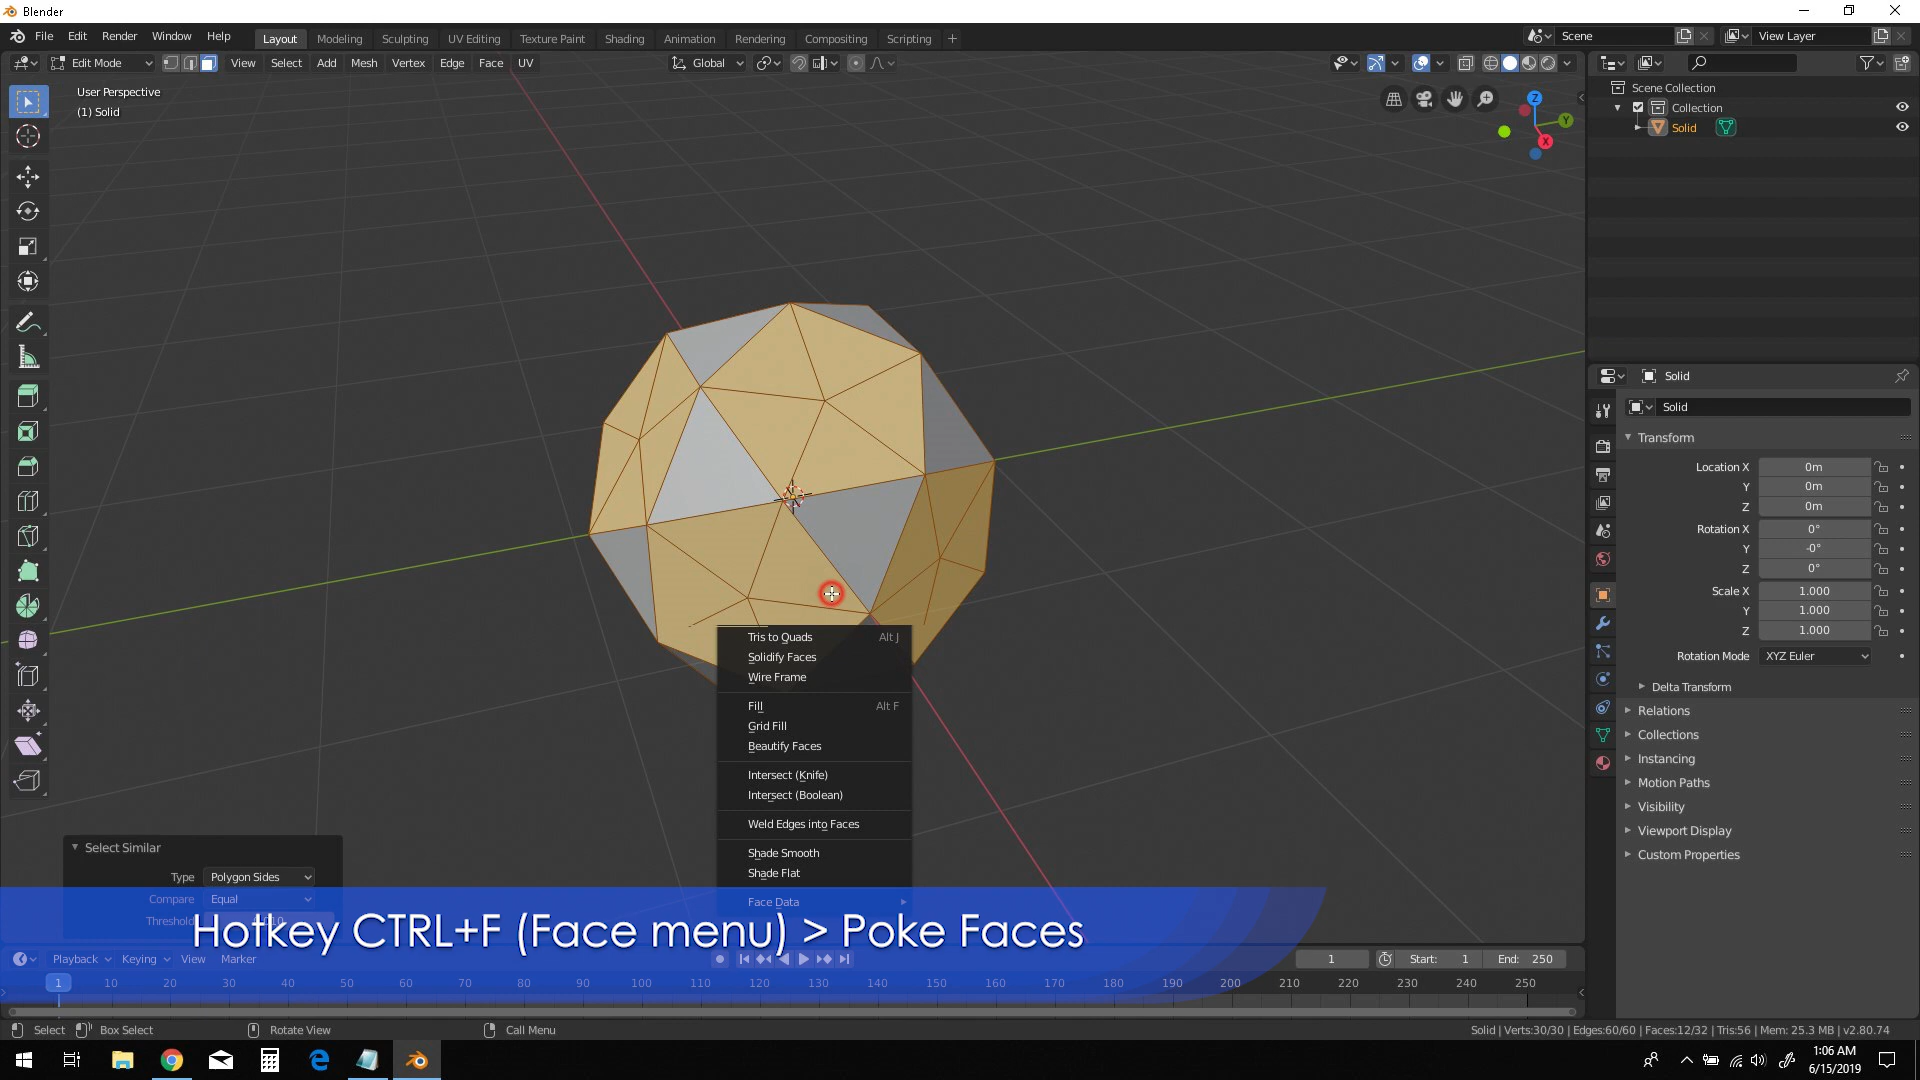 Blender
File Edit Render Window Help
Layout Modeling Sculpting UV Editing Texture Paint Shading Animation Rendering Compositing Scripting +
Scene
View Layer
Edit Mode
View Select Add Mesh Vertex Edge Face UV
Global
User Perspective
(1) Solid
Z
Y
X
Scene Collection
Collection
Solid
Solid
Solid
Transform
Location X 0m
Y 0m
Z 0m
Rotation X 0°
Y -0°
Z 0°
Scale X 1.000
Y 1.000
Z 1.000
Rotation Mode XYZ Euler
Delta Transform
Relations
Collections
Instancing
Motion Paths
Visibility
Viewport Display
Custom Properties
Tris to Quads Alt J
Solidify Faces
Wire Frame
Fill Alt F
Grid Fill
Beautify Faces
Intersect (Knife)
Intersect (Boolean)
Weld Edges into Faces
Shade Smooth
Shade Flat
Face Data
Select Similar
Type Polygon Sides
Compare Equal
Threshold
Hotkey CTRL+F (Face menu) > Poke Faces
Playback Keying View Marker
1 Start: 1 End: 250
1 10 20 30 40 50 60 70 80 90 100 110 120 130 140 150 160 170 180 190 200 210 220 230 240 250
Select Box Select Rotate View Call Menu
Solid | Verts:30/30 | Edges:60/60 | Faces:12/32 | Tris:56 | Mem: 25.3 MB | v2.80.74
1:06 AM
6/15/2019